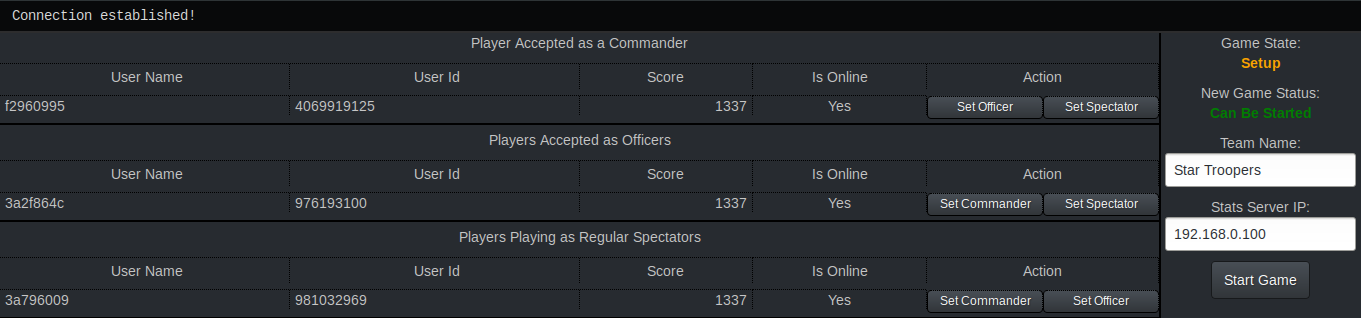 Connection established!
Player Accepted as a Commander
User Name User Id Score Is Online Action
f2960995 4069919125 1337 Yes Set Officer Set Spectator
Players Accepted as Officers
User Name User Id Score Is Online Action
3a2f864c 976193100 1337 Yes Set Commander Set Spectator
Players Playing as Regular Spectators
User Name User Id Score Is Online Action
3a796009 981032969 1337 Yes Set Commander Set Officer
Game State:
Setup
New Game Status:
Can Be Started
Team Name:
Star Troopers
Stats Server IP:
192.168.0.100
Start Game